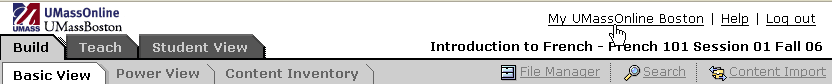 UMassOnline
UMASS UMassBoston
My UMassOnline Boston | Help | Log out
Build Teach Student View
Introduction to French - French 101 Session 01 Fall 06
Basic View Power View Content Inventory
File Manager | Search | Content Import